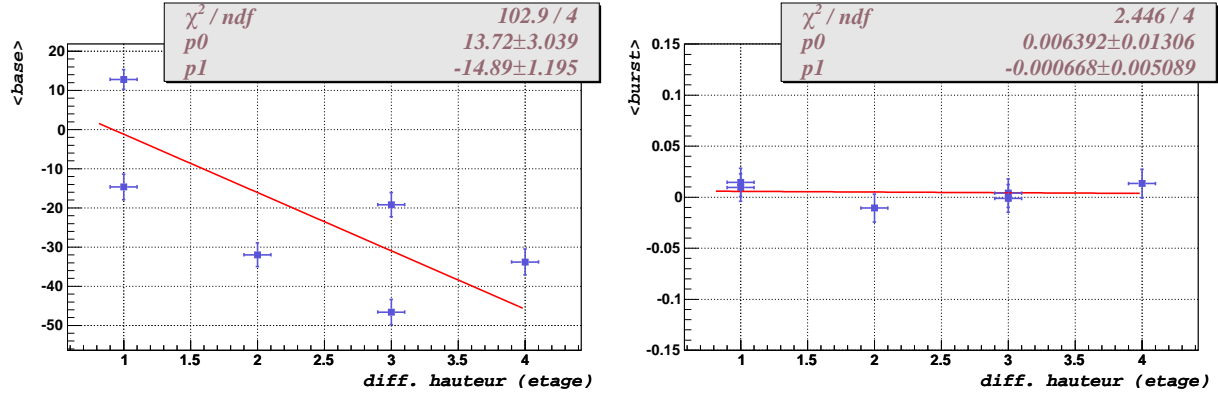 χ² / ndf 102.9 / 4
p0 13.72±3.039
p1 -14.89±1.195
<base>
20
10
0
-10
-20
-30
-40
-50
1 1.5 2 2.5 3 3.5 4
diff. hauteur (etage)
χ² / ndf 2.446 / 4
p0 0.006392±0.01306
p1 -0.000668±0.005089
<burst>
0.15
0.1
0.05
0
-0.05
-0.1
-0.15
1 1.5 2 2.5 3 3.5 4
diff. hauteur (etage)